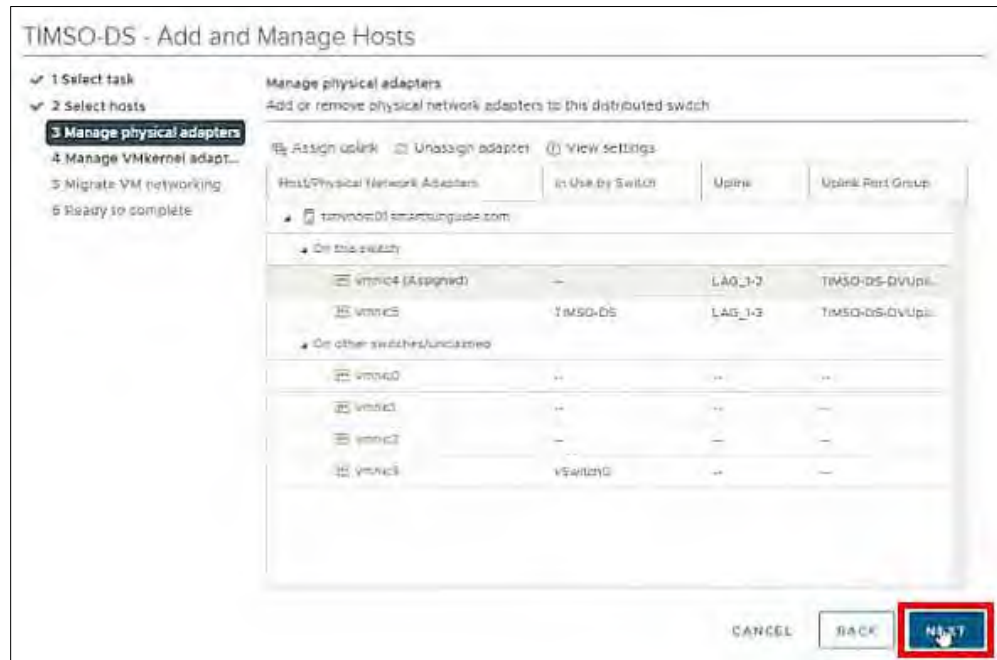 TIMSO-DS - Add and Manage Hosts
1 Select task
2 Select hosts
3 Manage physical adapters
4 Manage VMkernel adapt...
5 Migrate VM networking
6 Ready to complete
Manage physical adapters
Add or remove physical network adapters to this distributed switch
Assign uplink Unassign adapter View settings
Host/Physical Network Adapters In Use by Switch Uplink Uplink Port Group
On this switch
vmnic4 (Assigned) -- LAG_1-2 TIMSO-DS-DVUpli...
vmnic5 TIMSO-DS LAG_1-3 TIMSO-DS-DVUpli...
On other switches/unclaimed
vmnic0 -- -- --
vmnic1 -- -- --
vmnic2 -- -- --
vmnic3 vSwitch0 -- --
CANCEL BACK NEXT